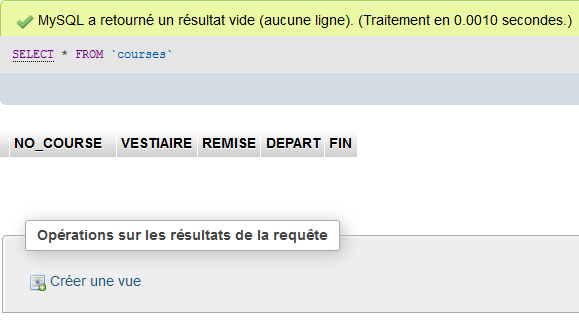 MySQL a retourné un résultat vide (aucune ligne). (Traitement en 0.0010 secondes.)
SELECT * FROM `courses`
NO_COURSE VESTIAIRE REMISE DEPART FIN
Opérations sur les résultats de la requête
Créer une vue